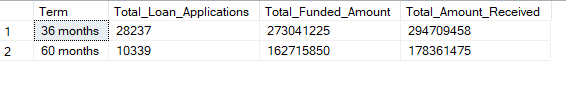 Term Total_Loan_Applications Total_Funded_Amount Total_Amount_Received
1 36 months 28237 273041225 294709458
2 60 months 10339 162715850 178361475